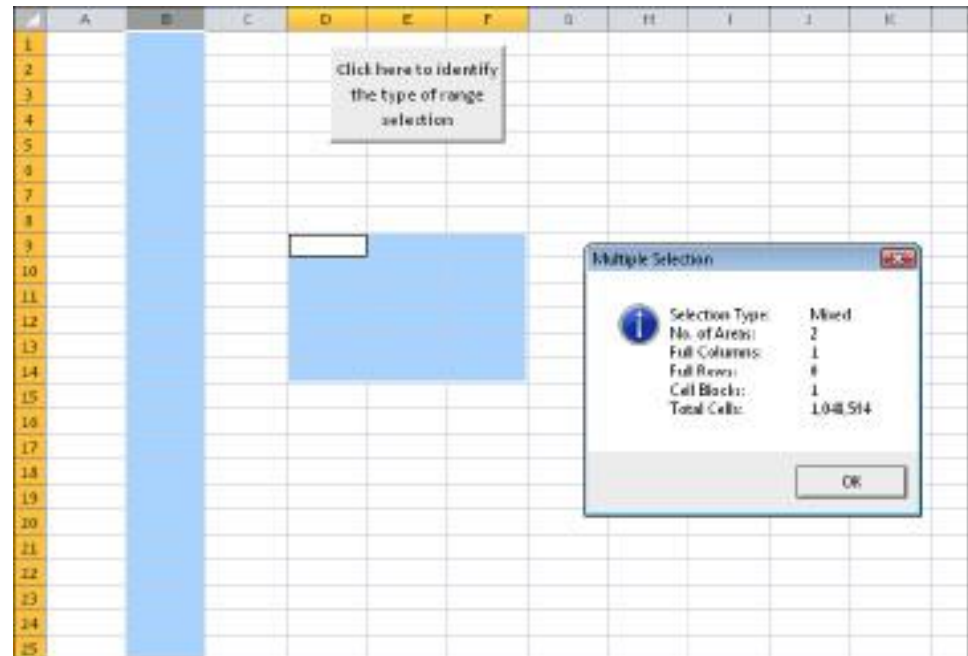 A B C D E F G H I J K
1
2
3
4
5
6
7
8
9
10
11
12
13
14
15
16
17
18
19
20
21
22
23
24
25
Click here to identify
the type of range
selection
Multiple Selection
Selection Type: Mixed
No. of Areas: 2
Full Columns: 1
Full Rows: 0
Cell Blocks: 1
Total Cells: 1,048,594
OK